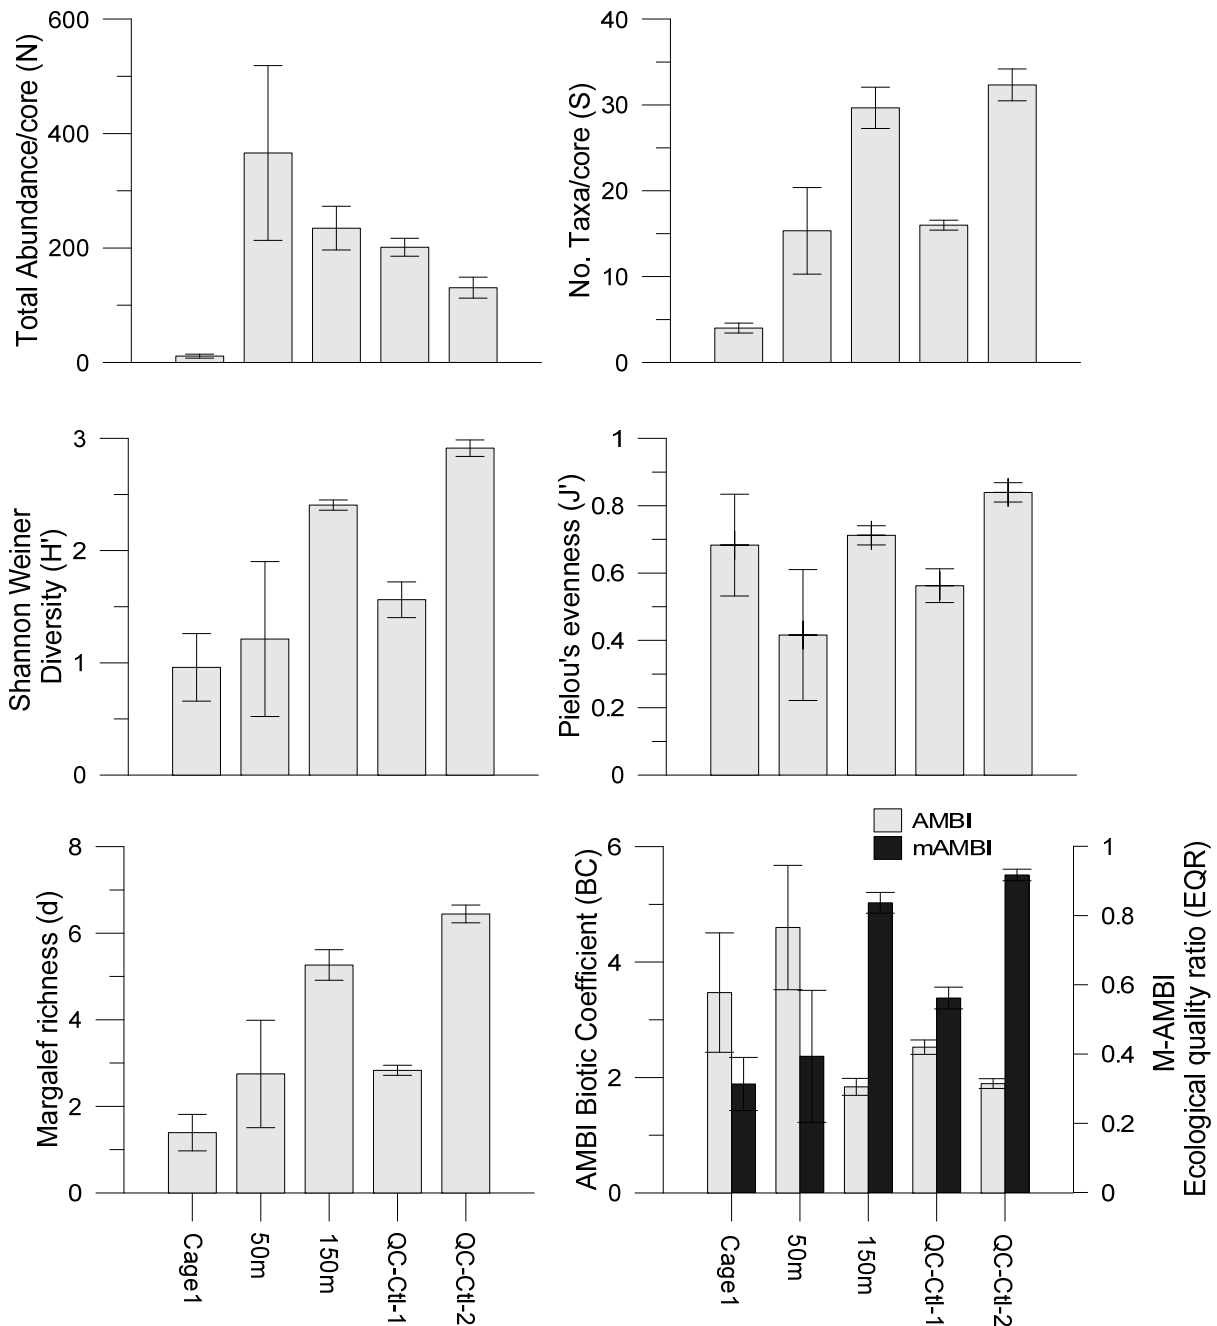 Total Abundance/core (N)
600
400
200
0
No. Taxa/core (S)
40
30
20
10
0
Shannon Weiner
Diversity (H')
3
2
1
0
Pielou's evenness (J')
1
0.8
0.6
0.4
0.2
0
Margalef richness (d)
8
6
4
2
0
Cage1
50m
150m
QC-Ctl-1
QC-Ctl-2
AMBI
mAMBI
AMBI Biotic Coefficient (BC)
6
4
2
0
1
0.8
0.6
0.4
0.2
0
M-AMBI
Ecological quality ratio (EQR)
Cage1
50m
150m
QC-Ctl-1
QC-Ctl-2